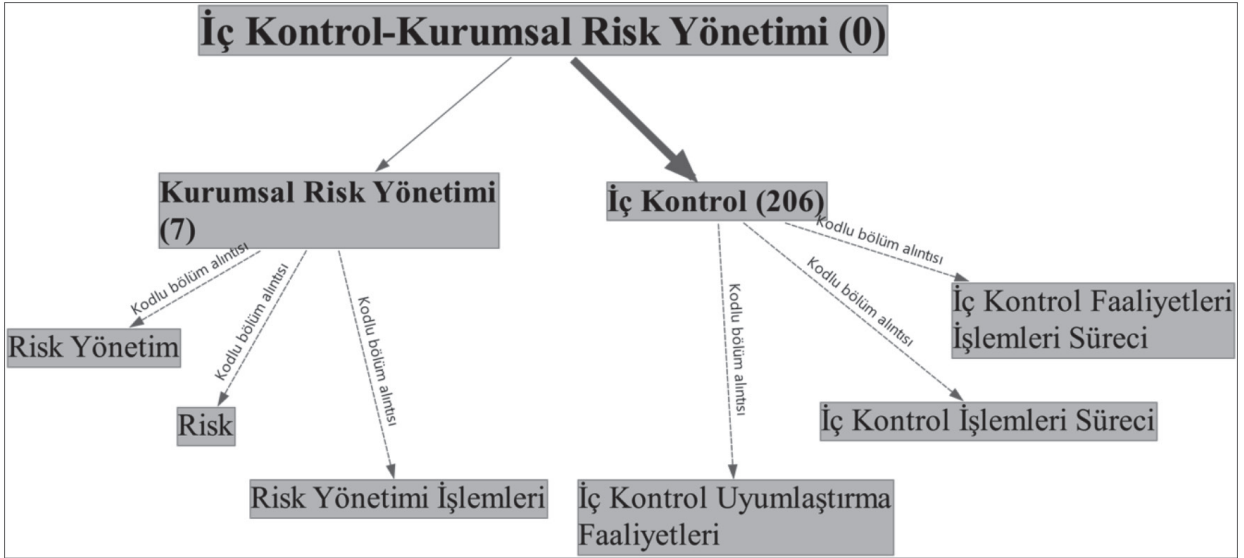 İç Kontrol-Kurumsal Risk Yönetimi (0)
Kurumsal Risk Yönetimi
(7)
İç Kontrol (206)
Kodlu bölüm alıntısı
Kodlu bölüm alıntısı
Kodlu bölüm alıntısı
Kodlu bölüm alıntısı
Kodlu bölüm alıntısı
Kodlu bölüm alıntısı
Risk Yönetim
Risk
Risk Yönetimi İşlemleri
İç Kontrol Uyumlaştırma
Faaliyetleri
İç Kontrol İşlemleri Süreci
İç Kontrol Faaliyetleri
İşlemleri Süreci